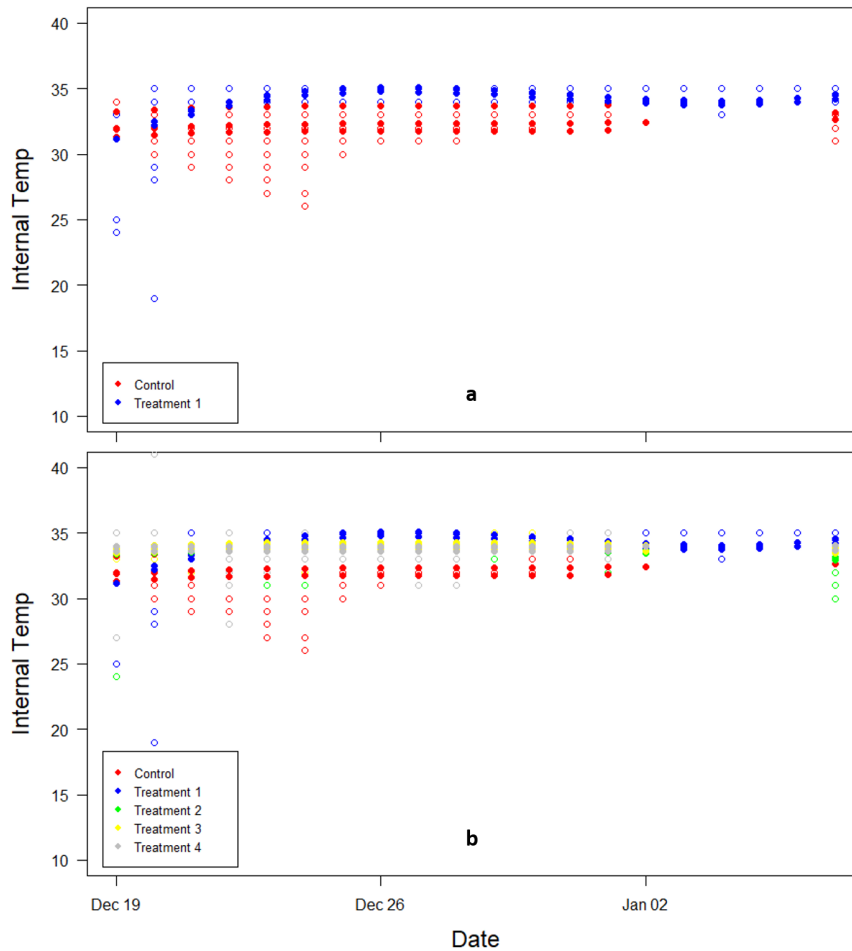 40
35
30
25
20
15
10
Internal Temp
Control
Treatment 1
a
40
35
30
25
20
15
10
Internal Temp
Control
Treatment 1
Treatment 2
Treatment 3
Treatment 4
b
Dec 19
Dec 26
Jan 02
Date